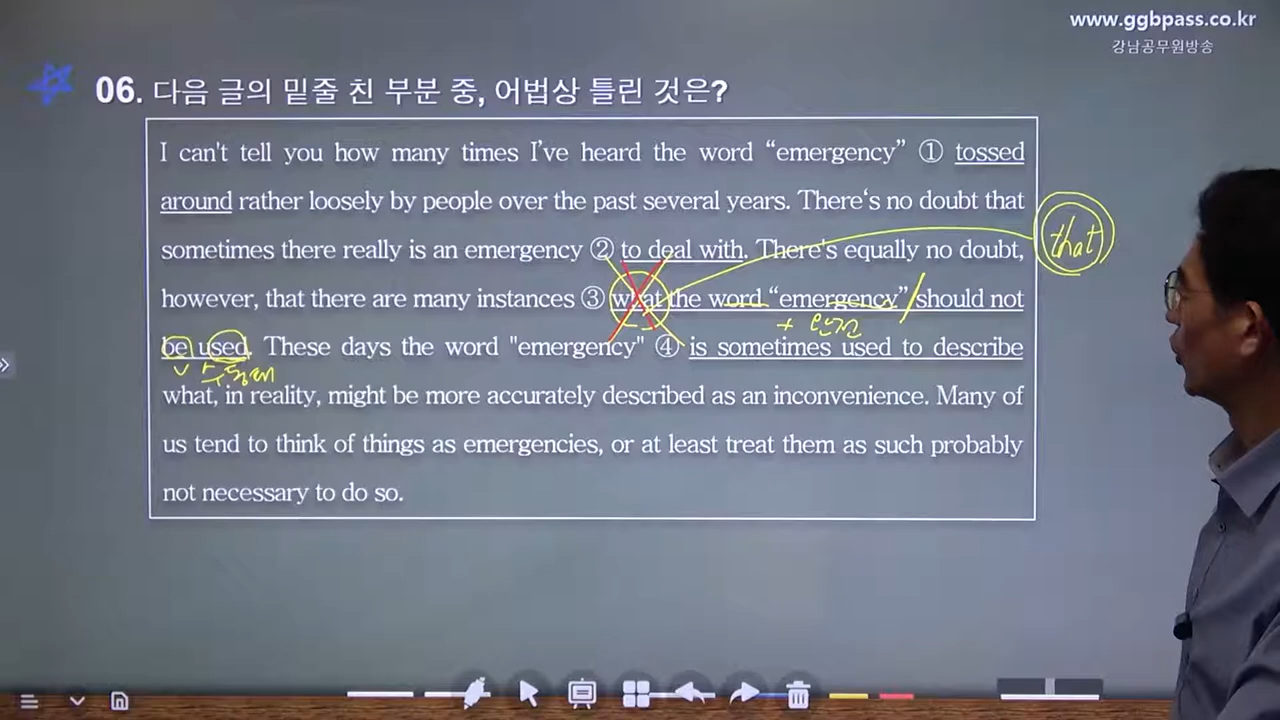 www.ggbpass.co.kr
강남공무원방송
06. 다음 글의 밑줄 친 부분 중, 어법상 틀린 것은?
I can't tell you how many times I've heard the word “emergency” ① tossed
around rather loosely by people over the past several years. There‘s no doubt that
sometimes there really is an emergency ② to deal with. There's equally no doubt,
that
however, that there are many instances ③ what the word “emergency” should not
+ 완전
be used. These days the word "emergency" ④ is sometimes used to describe
수동태
what, in reality, might be more accurately described as an inconvenience. Many of
us tend to think of things as emergencies, or at least treat them as such probably
not necessary to do so.